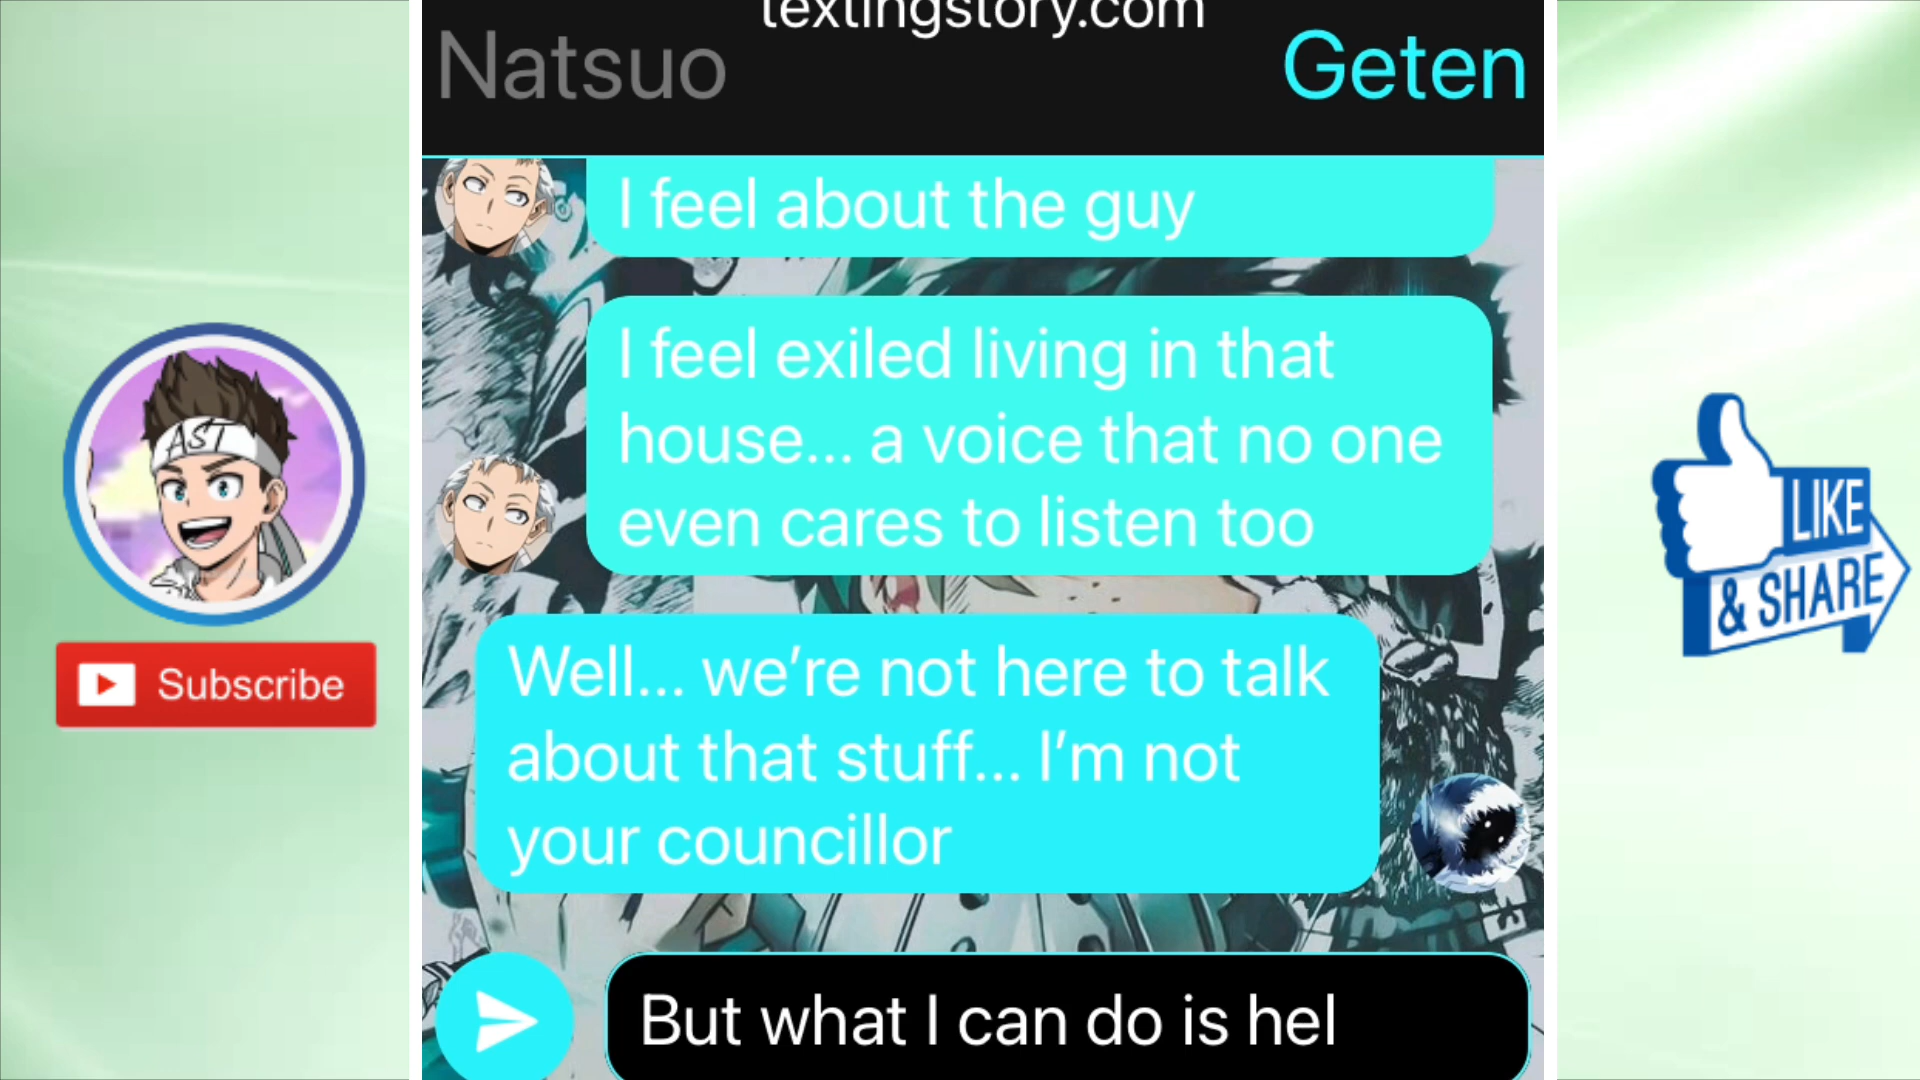 textingstory.com
Natsuo
Geten
I feel about the guy
I feel exiled living in that
house... a voice that no one
even cares to listen too
Well... we’re not here to talk
about that stuff... I’m not
your councillor
But what I can do is hel
AST
Subscribe
LIKE
& SHARE